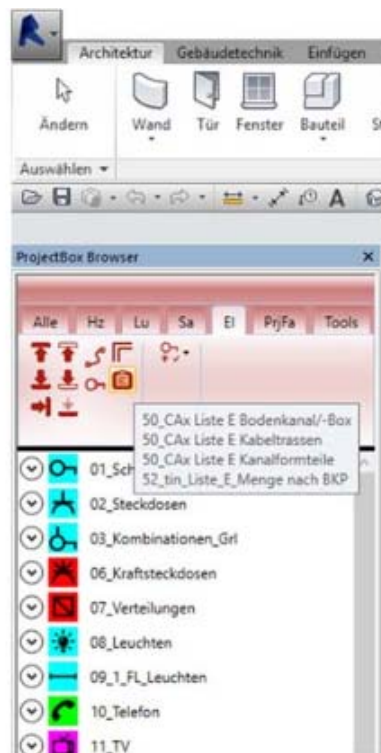 Architektur Gebäudetechnik Einfügen
Ändern Wand Tür Fenster Bauteil
Auswählen
A
ProjectBox Browser
Alle Hz Lu Sa El PrjFa Tools
50_CAx Liste E Bodenkanal/-Box
50_CAx Liste E Kabeltrassen
50_CAx Liste E Kanalformteile
52_tin_Liste_E_Menge nach BKP
02_Steckdosen
03_Kombinationen_Grl
06_Kraftsteckdosen
07_Verteilungen
08_Leuchten
09_1_FL_Leuchten
10_Telefon
11_TV